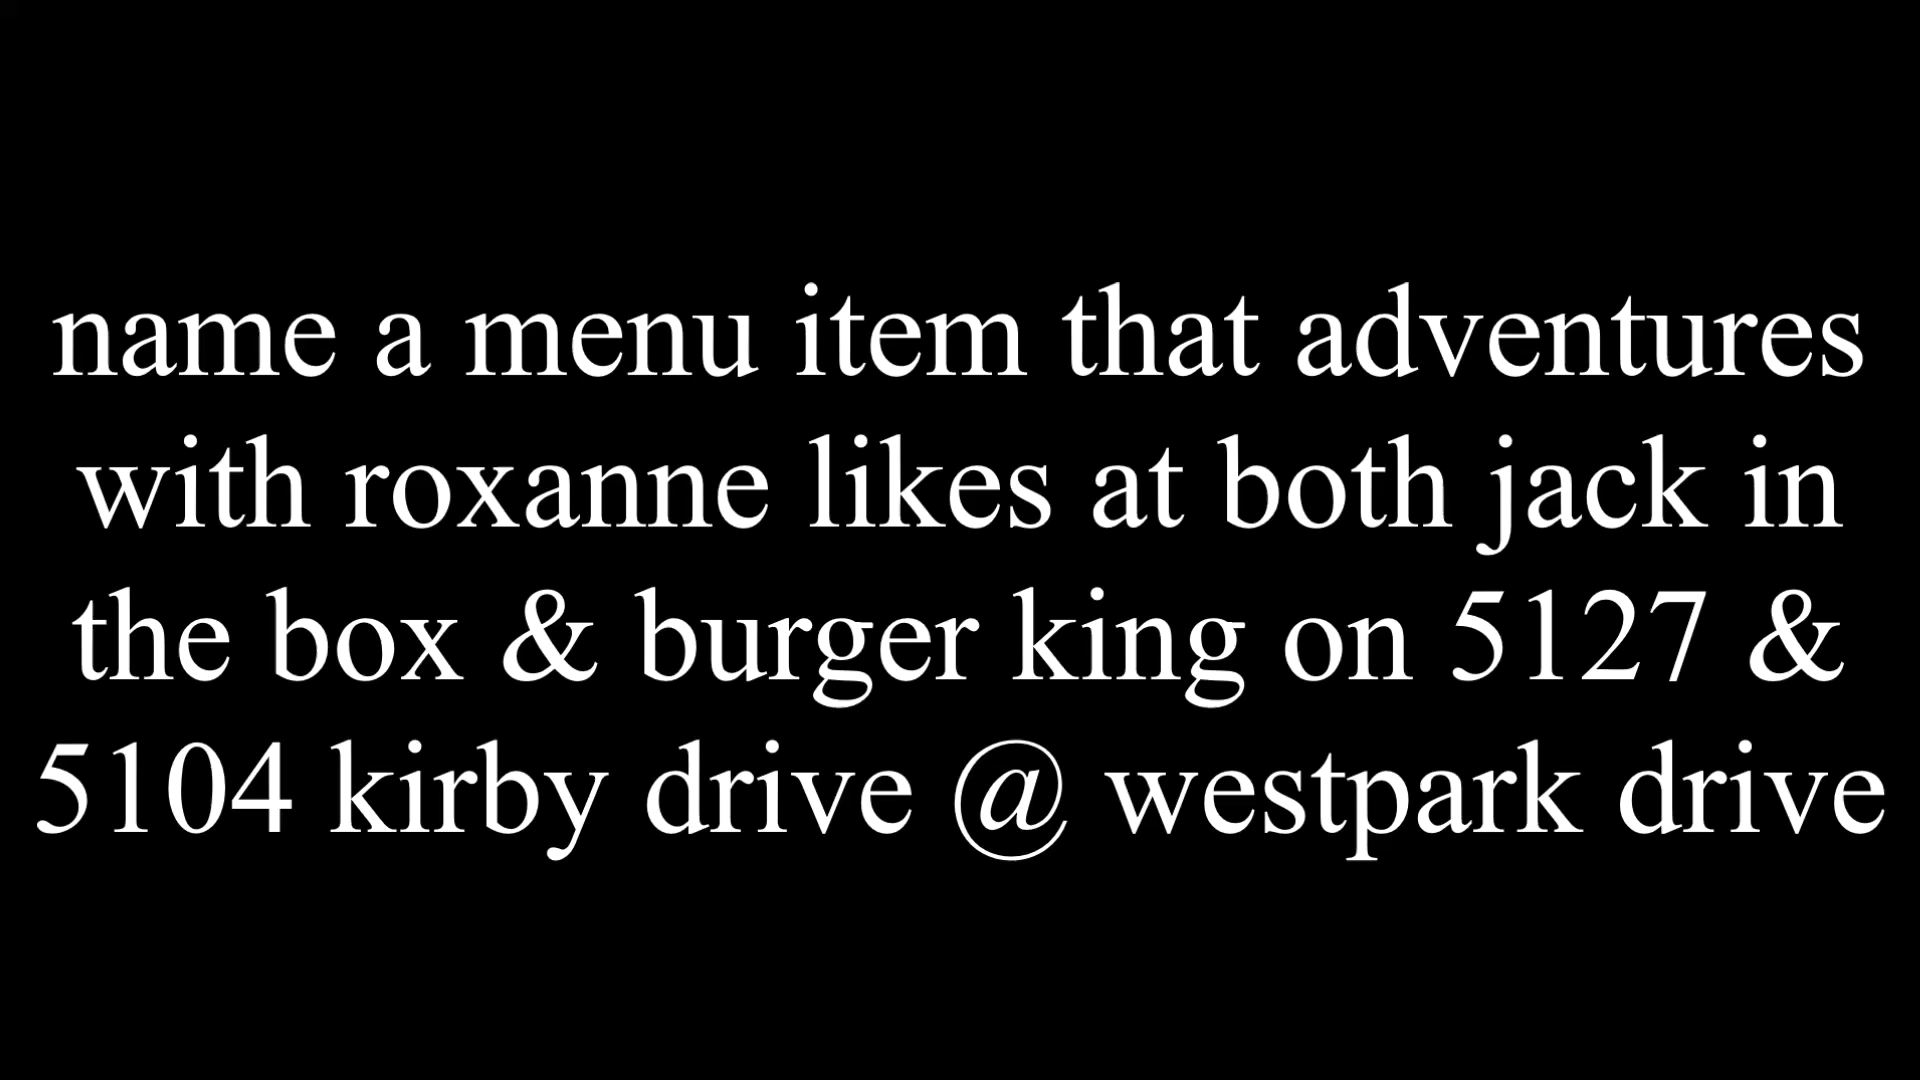 name a menu item that adventures
with roxanne likes at both jack in
the box & burger king on 5127 &
5104 kirby drive @ westpark drive